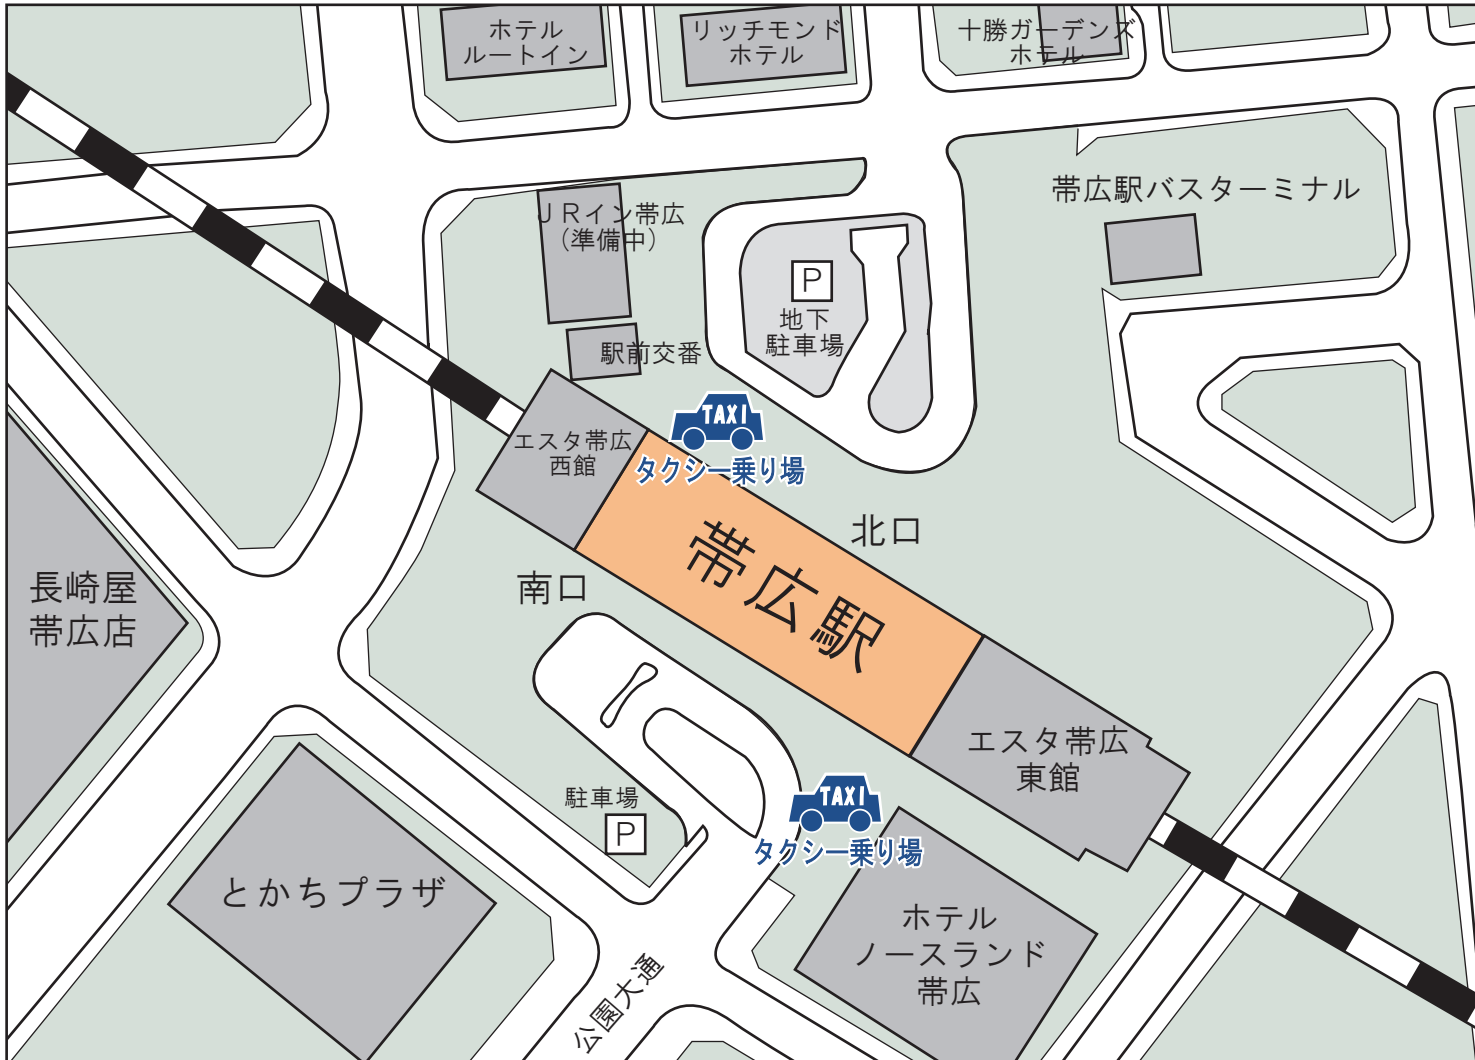 ホテル
ルートイン
リッチモンド
ホテル
十勝ガーデンズ
ホテル
ＪＲイン帯広
（準備中）
帯広駅バスターミナル
P
地下
駐車場
駅前交番
TAXI
タクシー乗り場
エスタ帯広
西館
北口
帯広駅
南口
長崎屋
帯広店
エスタ帯広
東館
駐車場
P
TAXI
タクシー乗り場
とかちプラザ
ホテル
ノースランド
帯広
公園大通